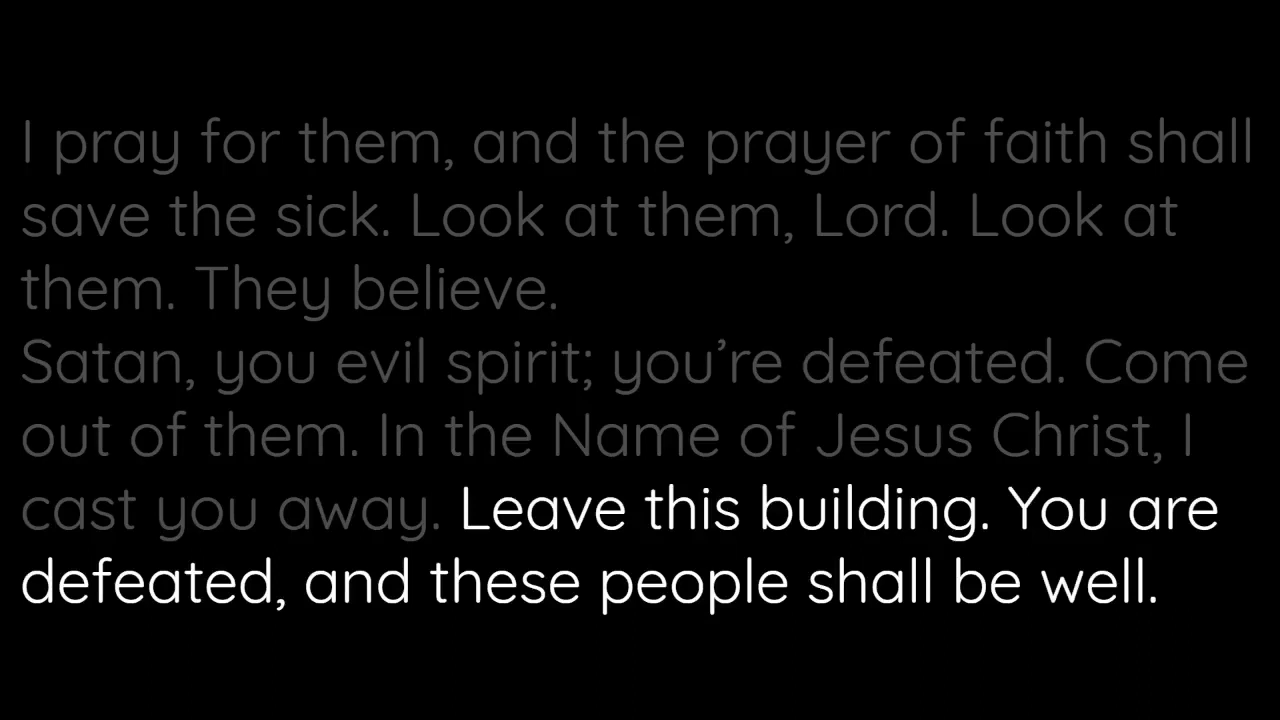 I pray for them, and the prayer of faith shall
save the sick. Look at them, Lord. Look at
them. They believe.
Satan, you evil spirit; you’re defeated. Come
out of them. In the Name of Jesus Christ, I
cast you away. Leave this building. You are
defeated, and these people shall be well.